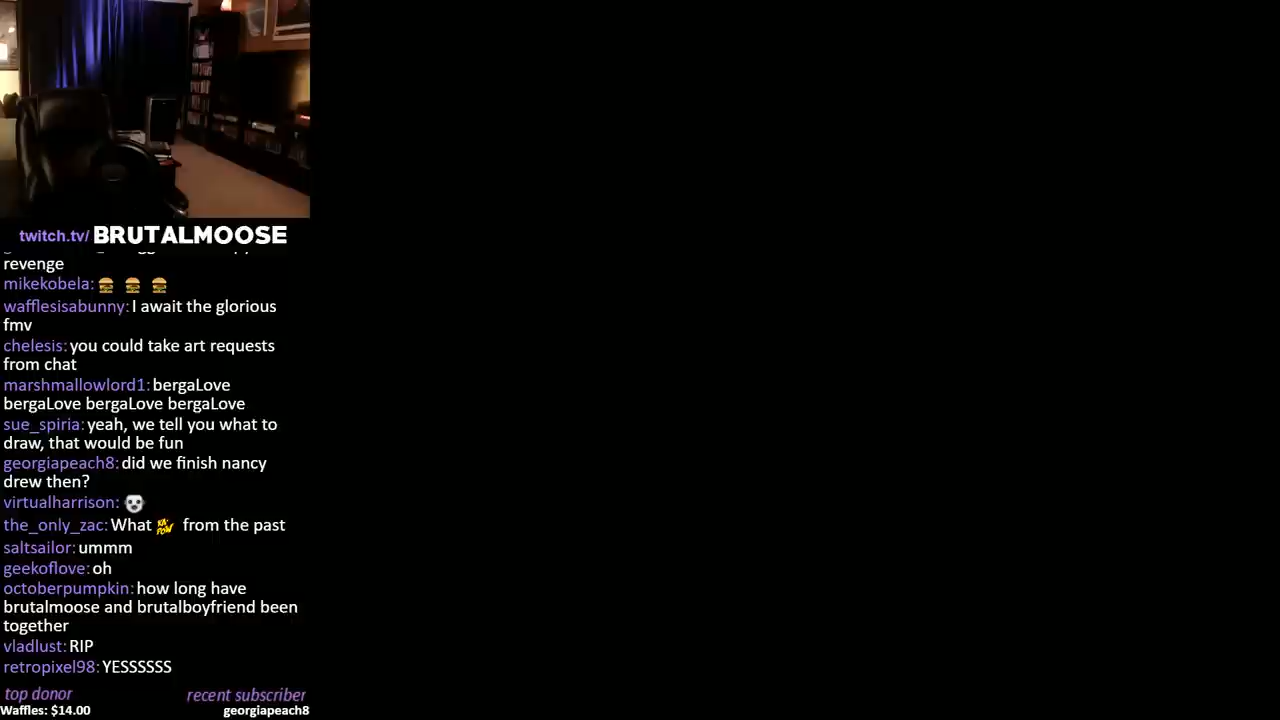 twitch.tv/ BRUTALMOOSE
revenge
mikekobela:
wafflesisabunny: I await the glorious
fmv
chelesis: you could take art requests
from chat
marshmallowlord1: bergaLove
bergaLove bergaLove bergaLove
sue_spiria: yeah, we tell you what to
draw, that would be fun
georgiapeach8: did we finish nancy
drew then?
virtualharrison:
the_only_zac: What KA-POW from the past
saltsailor: ummm
geekoflove: oh
octoberpumpkin: how long have
brutalmoose and brutalboyfriend been
together
vladlust: RIP
retropixel98: YESSSSSS
top donor recent subscriber
Waffles: $14.00 georgiapeach8